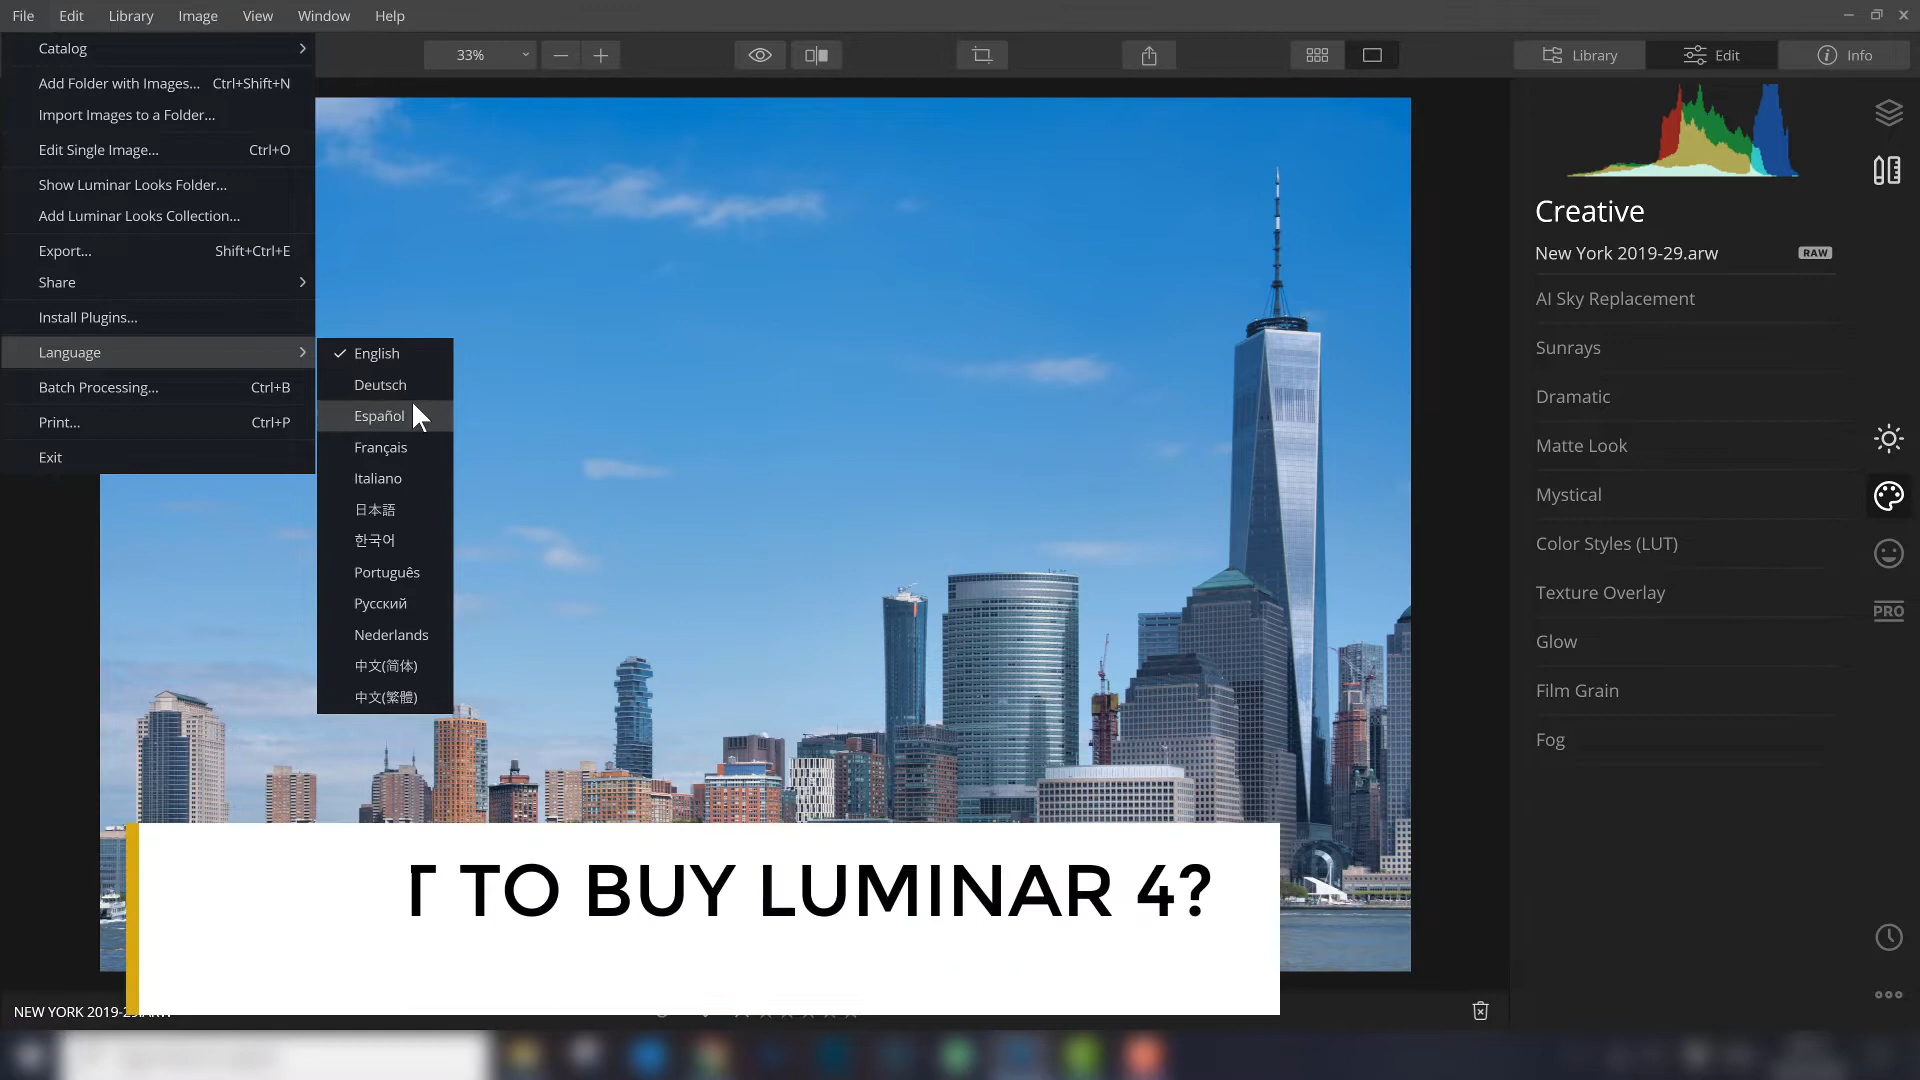 File Edit Library Image View Window Help
33%
Library Edit Info
Catalog
Add Folder with Images... Ctrl+Shift+N
Import Images to a Folder...
Edit Single Image... Ctrl+O
Show Luminar Looks Folder...
Add Luminar Looks Collection...
Export... Shift+Ctrl+E
Share
Install Plugins...
Language
Batch Processing... Ctrl+B
Print... Ctrl+P
Exit
English
Deutsch
Español
Français
Italiano
日本語
한국어
Português
Русский
Nederlands
中文(简体)
中文(繁體)
Creative
New York 2019-29.arw RAW
AI Sky Replacement
Sunrays
Dramatic
Matte Look
Mystical
Color Styles (LUT)
Texture Overlay
Glow
Film Grain
Fog
PRO
T TO BUY LUMINAR 4?
NEW YORK 2019-29.ARW